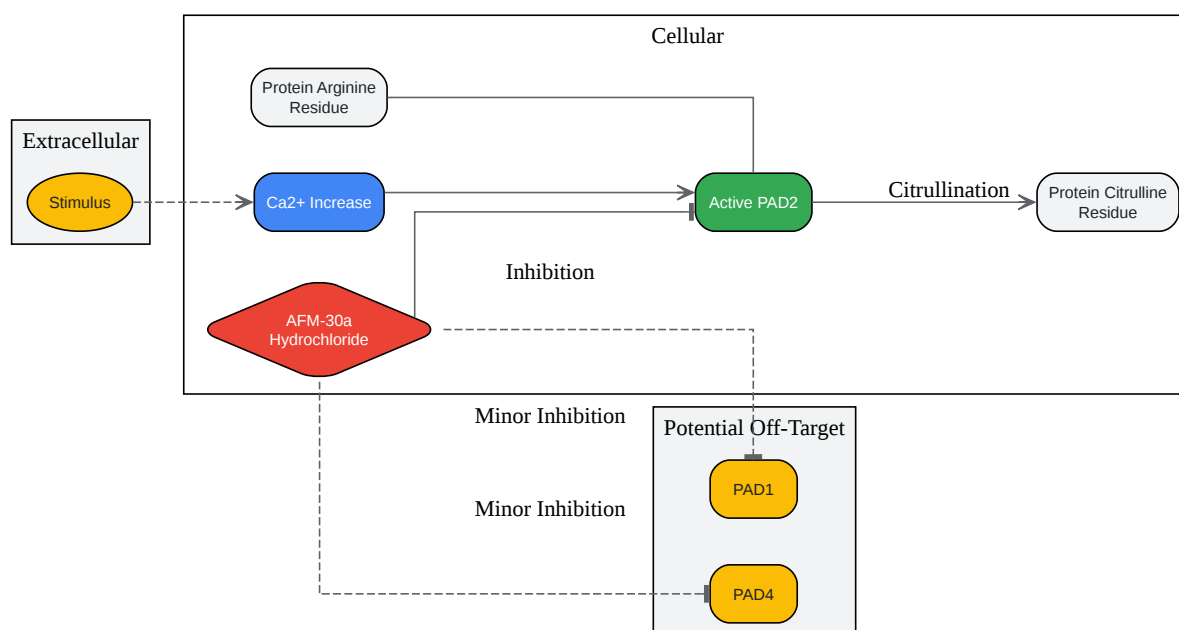 Cellular
Protein Arginine
Residue
Extracellular
Stimulus
Ca2+ Increase
Active PAD2
Citrullination
Protein Citrulline
Residue
Inhibition
AFM-30a
Hydrochloride
Minor Inhibition
Potential Off-Target
PAD1
Minor Inhibition
PAD4